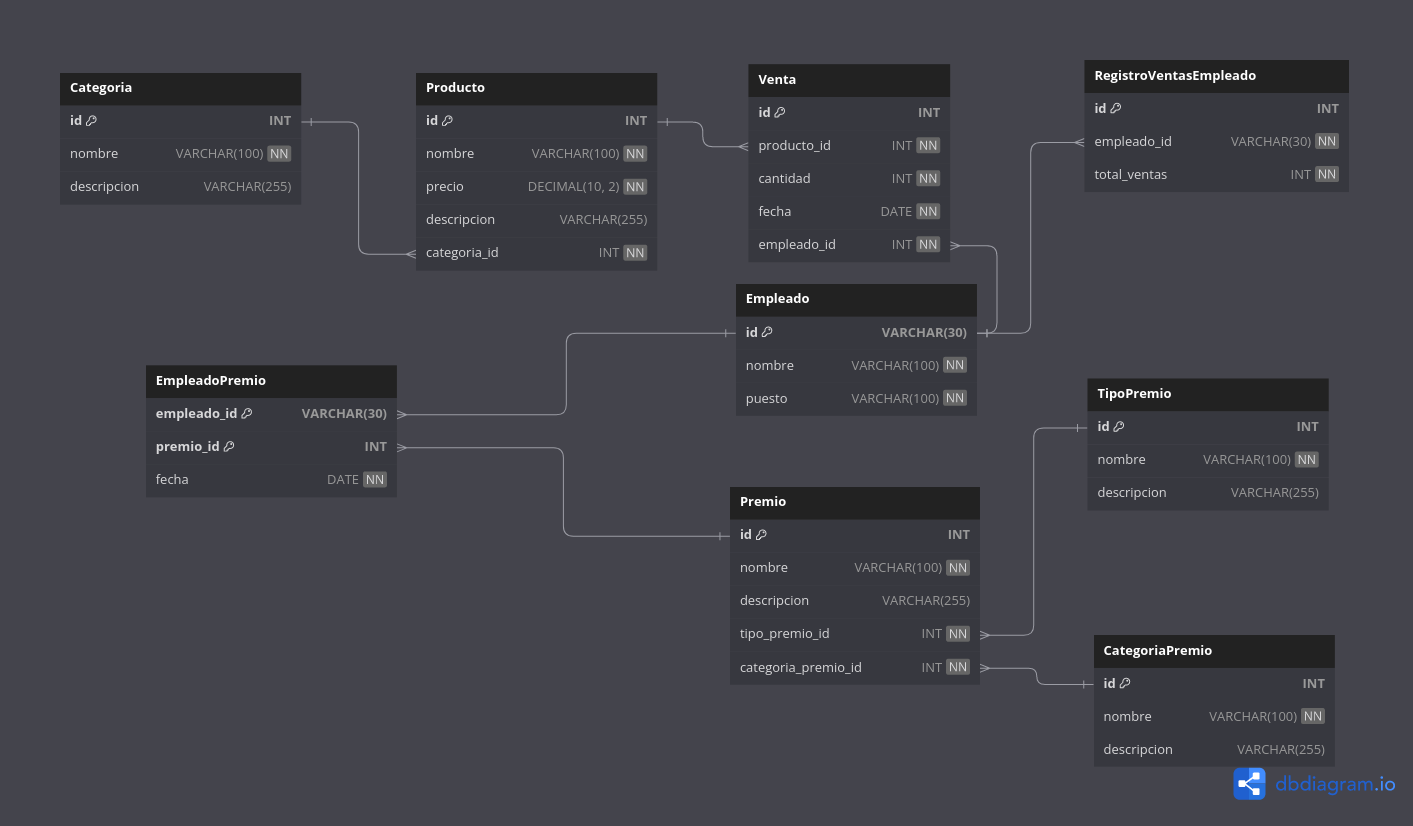 Categoria
id INT
nombre VARCHAR(100) NN
descripcion VARCHAR(255)
Producto
id INT
nombre VARCHAR(100) NN
precio DECIMAL(10, 2) NN
descripcion VARCHAR(255)
categoria_id INT NN
Venta
id INT
producto_id INT NN
cantidad INT NN
fecha DATE NN
empleado_id INT NN
RegistroVentasEmpleado
id INT
empleado_id VARCHAR(30) NN
total_ventas INT NN
Empleado
id VARCHAR(30)
nombre VARCHAR(100) NN
puesto VARCHAR(100) NN
EmpleadoPremio
empleado_id VARCHAR(30)
premio_id INT
fecha DATE NN
TipoPremio
id INT
nombre VARCHAR(100) NN
descripcion VARCHAR(255)
Premio
id INT
nombre VARCHAR(100) NN
descripcion VARCHAR(255)
tipo_premio_id INT NN
categoria_premio_id INT NN
CategoriaPremio
id INT
nombre VARCHAR(100) NN
descripcion VARCHAR(255)
dbdiagram.io